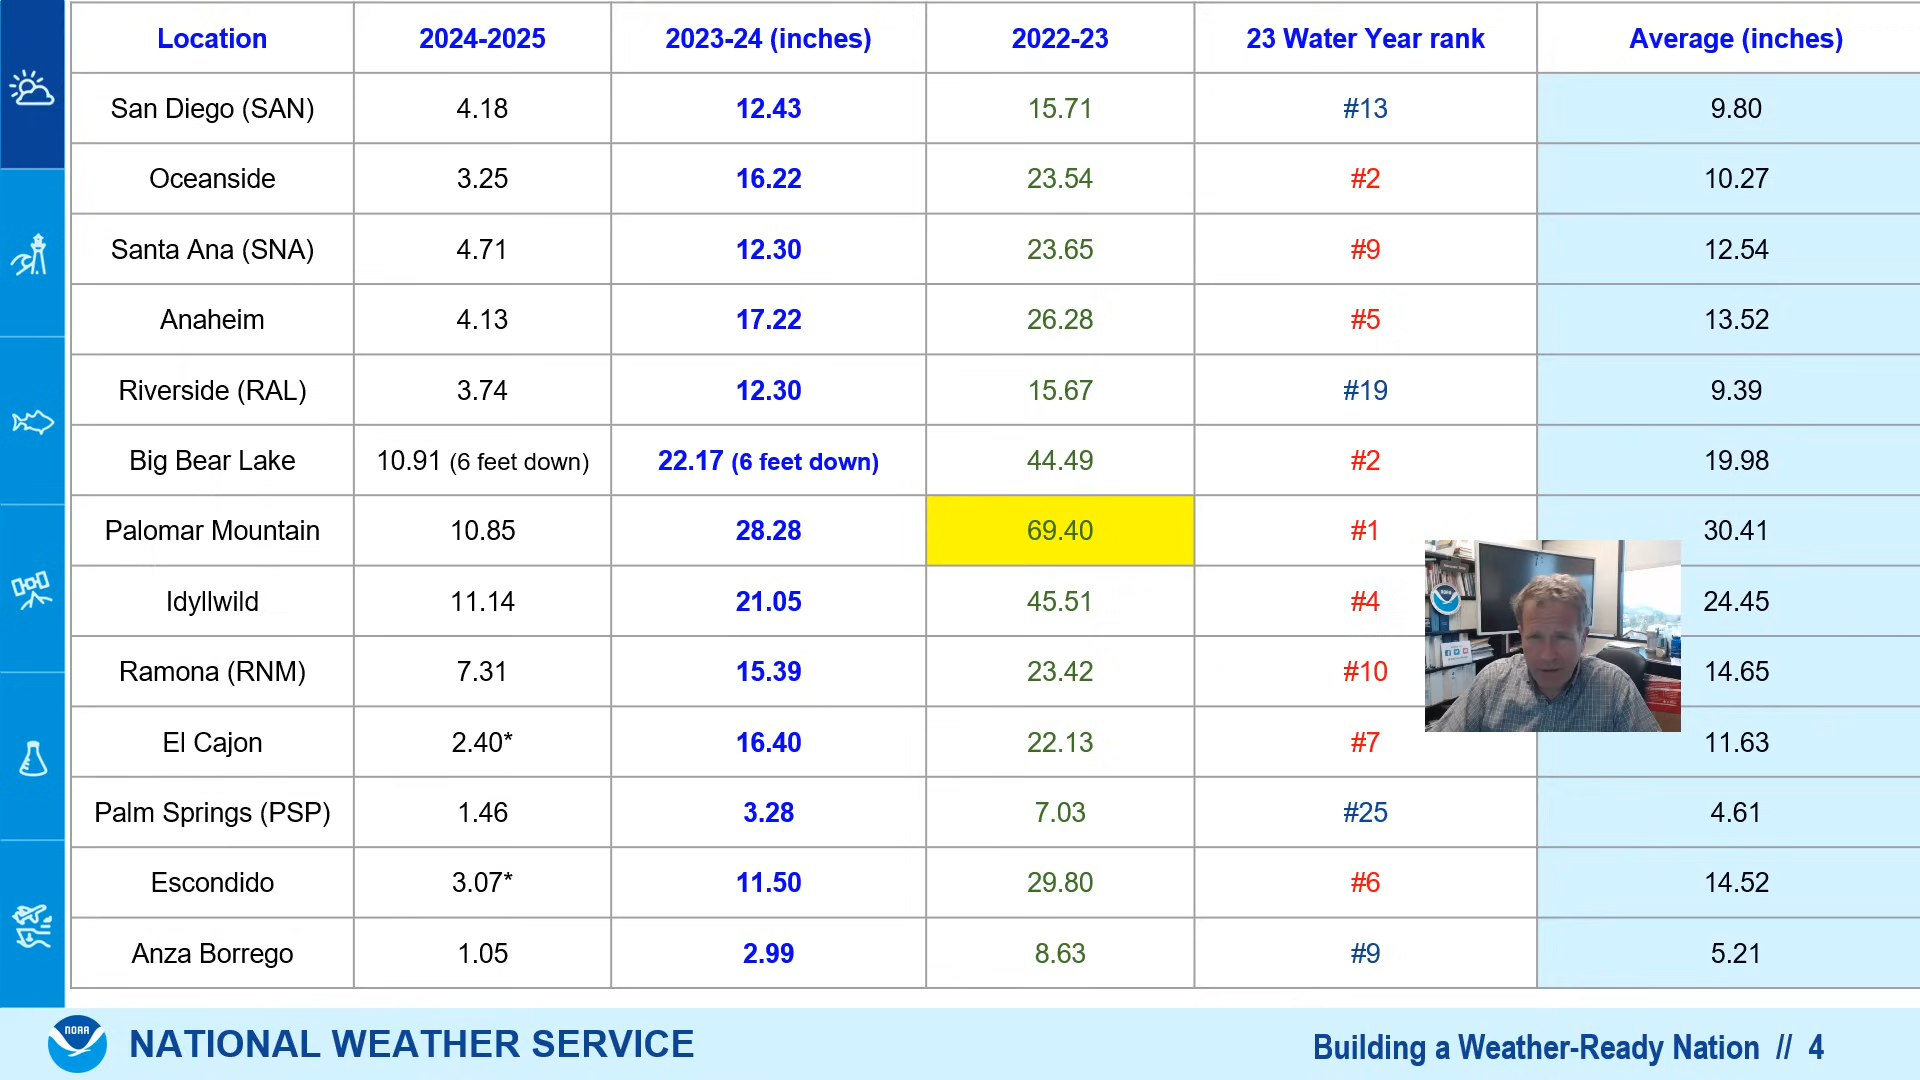 Location 2024-2025 2023-24 (inches) 2022-23 23 Water Year rank Average (inches)
San Diego (SAN) 4.18 12.43 15.71 #13 9.80
Oceanside 3.25 16.22 23.54 #2 10.27
Santa Ana (SNA) 4.71 12.30 23.65 #9 12.54
Anaheim 4.13 17.22 26.28 #5 13.52
Riverside (RAL) 3.74 12.30 15.67 #19 9.39
Big Bear Lake 10.91 (6 feet down) 22.17 (6 feet down) 44.49 #2 19.98
Palomar Mountain 10.85 28.28 69.40 #1 30.41
Idyllwild 11.14 21.05 45.51 #4 24.45
Ramona (RNM) 7.31 15.39 23.42 #10 14.65
El Cajon 2.40* 16.40 22.13 #7 11.63
Palm Springs (PSP) 1.46 3.28 7.03 #25 4.61
Escondido 3.07* 11.50 29.80 #6 14.52
Anza Borrego 1.05 2.99 8.63 #9 5.21
NOAA
NATIONAL WEATHER SERVICE
Building a Weather-Ready Nation // 4